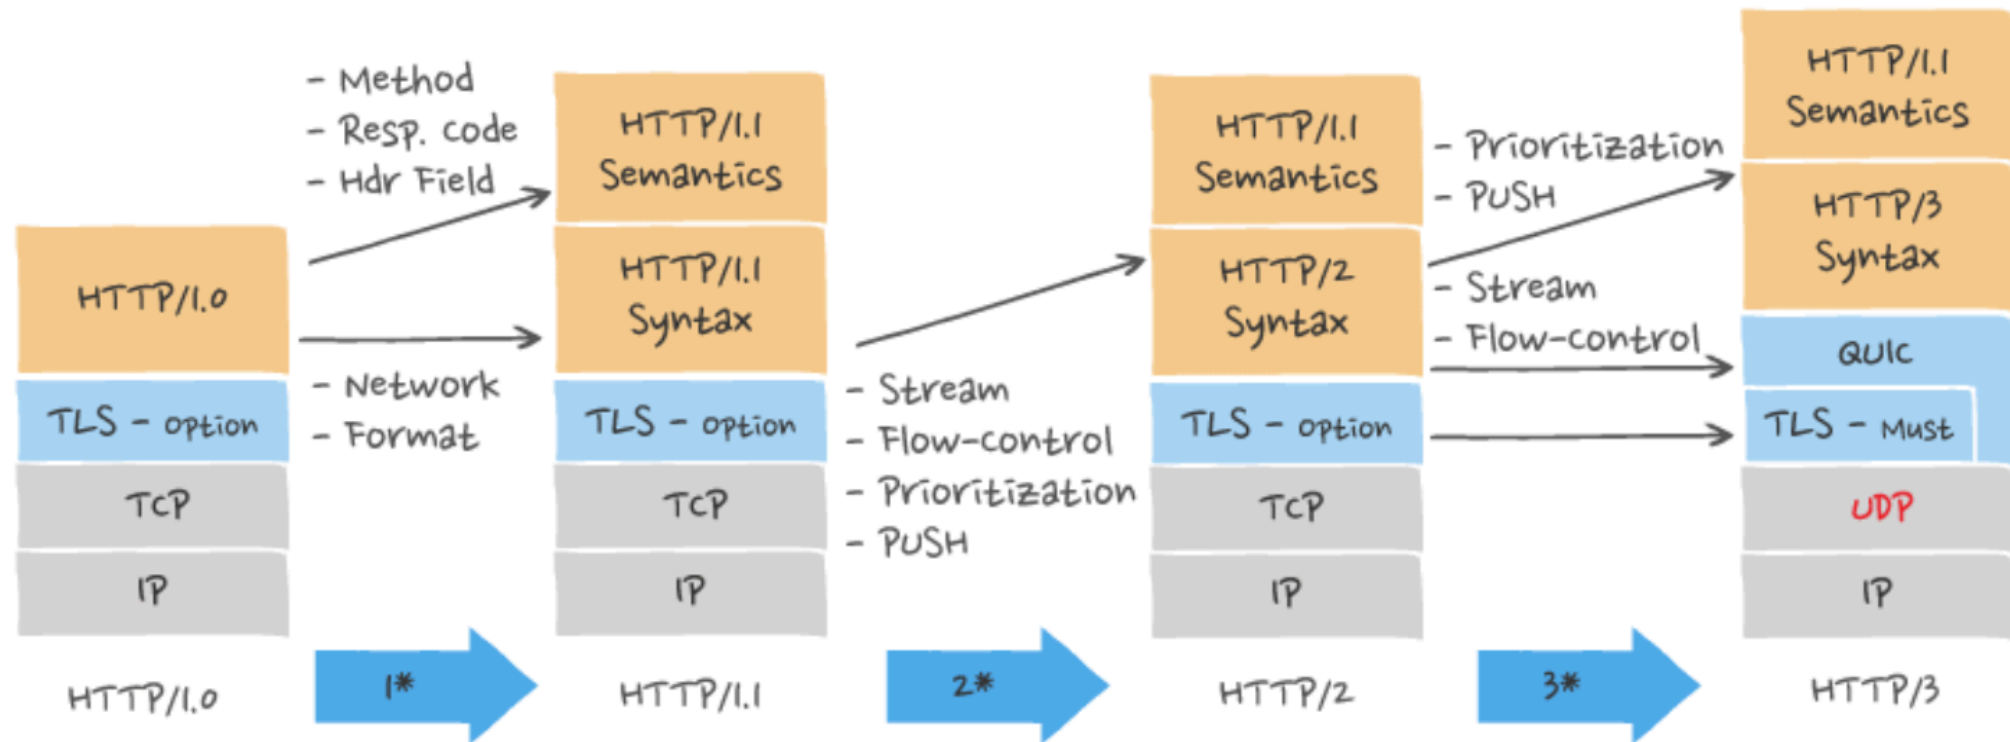 HTTP/1.0
TLS - option
TCP
IP
HTTP/1.0
- Method
- Resp. code
- Hdr Field
- Network
- Format
1*
HTTP/1.1
Semantics
HTTP/1.1
Syntax
TLS - option
TCP
IP
HTTP/1.1
- Stream
- Flow-control
- Prioritization
- PUSH
2*
HTTP/1.1
Semantics
HTTP/2
Syntax
TLS - option
TCP
IP
HTTP/2
- Prioritization
- PUSH
- Stream
- Flow-control
3*
HTTP/1.1
Semantics
HTTP/3
Syntax
QUIC
TLS - Must
UDP
IP
HTTP/3